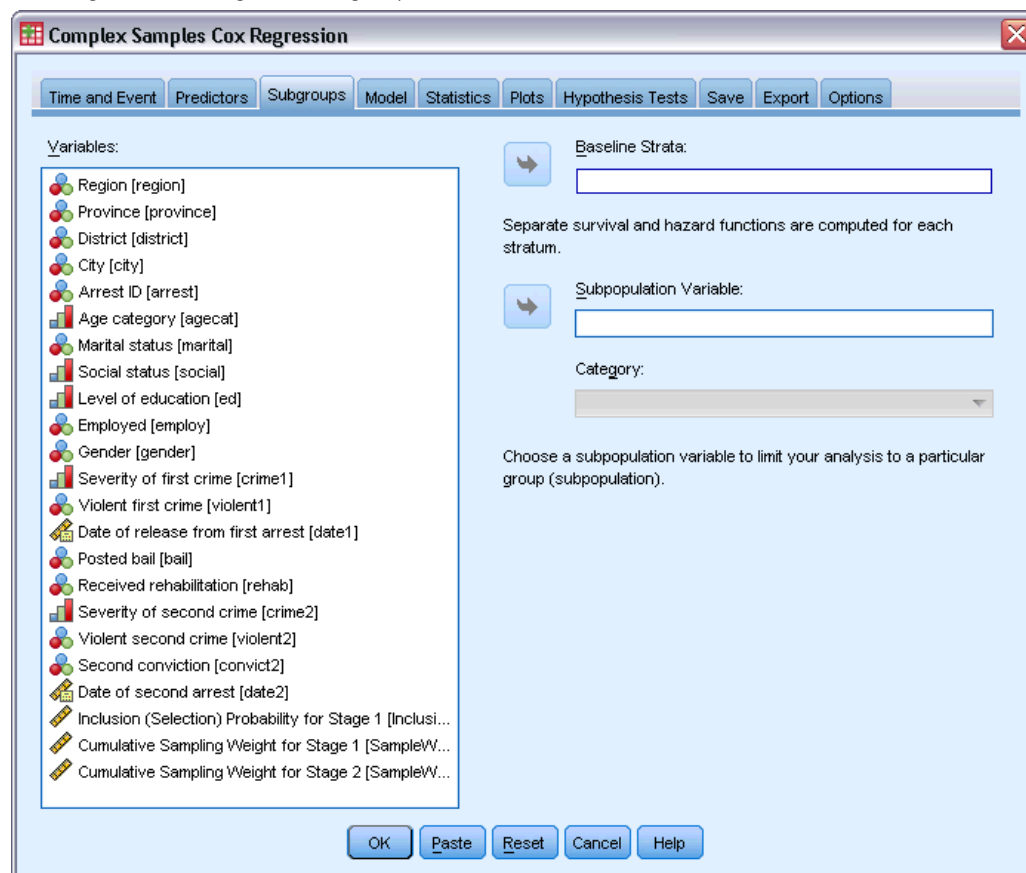 Complex Samples Cox Regression
Time and Event Predictors Subgroups Model Statistics Plots Hypothesis Tests Save Export Options
Variables:
Region [region]
Province [province]
District [district]
City [city]
Arrest ID [arrest]
Age category [agecat]
Marital status [marital]
Social status [social]
Level of education [ed]
Employed [employ]
Gender [gender]
Severity of first crime [crime1]
Violent first crime [violent1]
Date of release from first arrest [date1]
Posted bail [bail]
Received rehabilitation [rehab]
Severity of second crime [crime2]
Violent second crime [violent2]
Second conviction [convict2]
Date of second arrest [date2]
Inclusion (Selection) Probability for Stage 1 [Inclusi...
Cumulative Sampling Weight for Stage 1 [SampleW...
Cumulative Sampling Weight for Stage 2 [SampleW...
Baseline Strata:
Separate survival and hazard functions are computed for each
stratum.
Subpopulation Variable:
Category:
Choose a subpopulation variable to limit your analysis to a particular
group (subpopulation).
OK Paste Reset Cancel Help